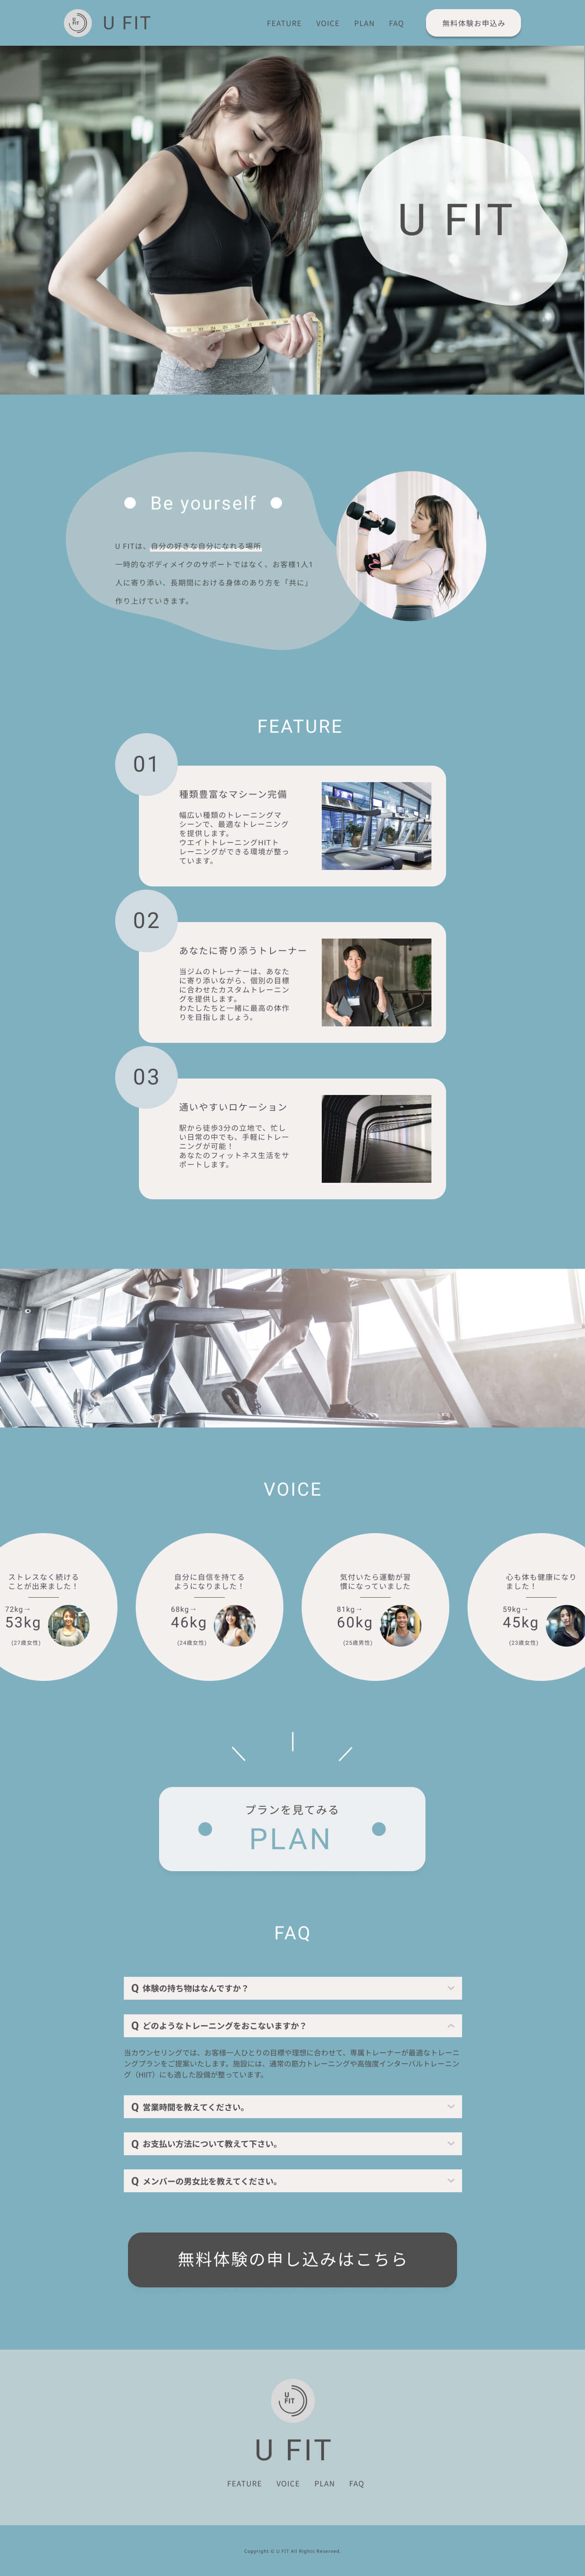 U FIT
U FIT
FEATURE VOICE PLAN FAQ
無料体験お申込み
U FIT
Be yourself
U FITは、自分の好きな自分になれる場所
一時的なボディメイクのサポートではなく、お客様1人1
人に寄り添い、長期間における身体のあり方を「共に」
作り上げていきます。
FEATURE
01
種類豊富なマシーン完備
幅広い種類のトレーニングマ
シーンで、最適なトレーニング
を提供します。
ウエイトトレーニングHITト
レーニングができる環境が整っ
ています。
02
あなたに寄り添うトレーナー
当ジムのトレーナーは、あなた
に寄り添いながら、個別の目標
に合わせたカスタムトレーニン
グを提供します。
わたしたちと一緒に最高の体作
りを目指しましょう。
03
通いやすいロケーション
駅から徒歩3分の立地で、忙し
い日常の中でも、手軽にトレー
ニングが可能！
あなたのフィットネス生活をサ
ポートします。
VOICE
ストレスなく続ける
ことが出来ました！
72kg→
53kg
(27歳女性)
自分に自信を持てる
ようになりました！
68kg→
46kg
(24歳女性)
気付いたら運動が習
慣になっていました
81kg→
60kg
(25歳男性)
心も体も健康になり
ました！
59kg→
45kg
(23歳女性)
プランを見てみる
PLAN
FAQ
Q 体験の持ち物はなんですか？
Q どのようなトレーニングをおこないますか？
当カウンセリングでは、お客様一人ひとりの目標や理想に合わせて、専属トレーナーが最適なトレーニ
ングプランをご提案いたします。施設には、通常の筋力トレーニングや高強度インターバルトレーニン
グ（HIIT）にも適した設備が整っています。
Q 営業時間を教えてください。
Q お支払い方法について教えて下さい。
Q メンバーの男女比を教えてください。
無料体験の申し込みはこちら
U
FIT
U FIT
FEATURE VOICE PLAN FAQ
Copyright © U FIT All Rights Reserved.